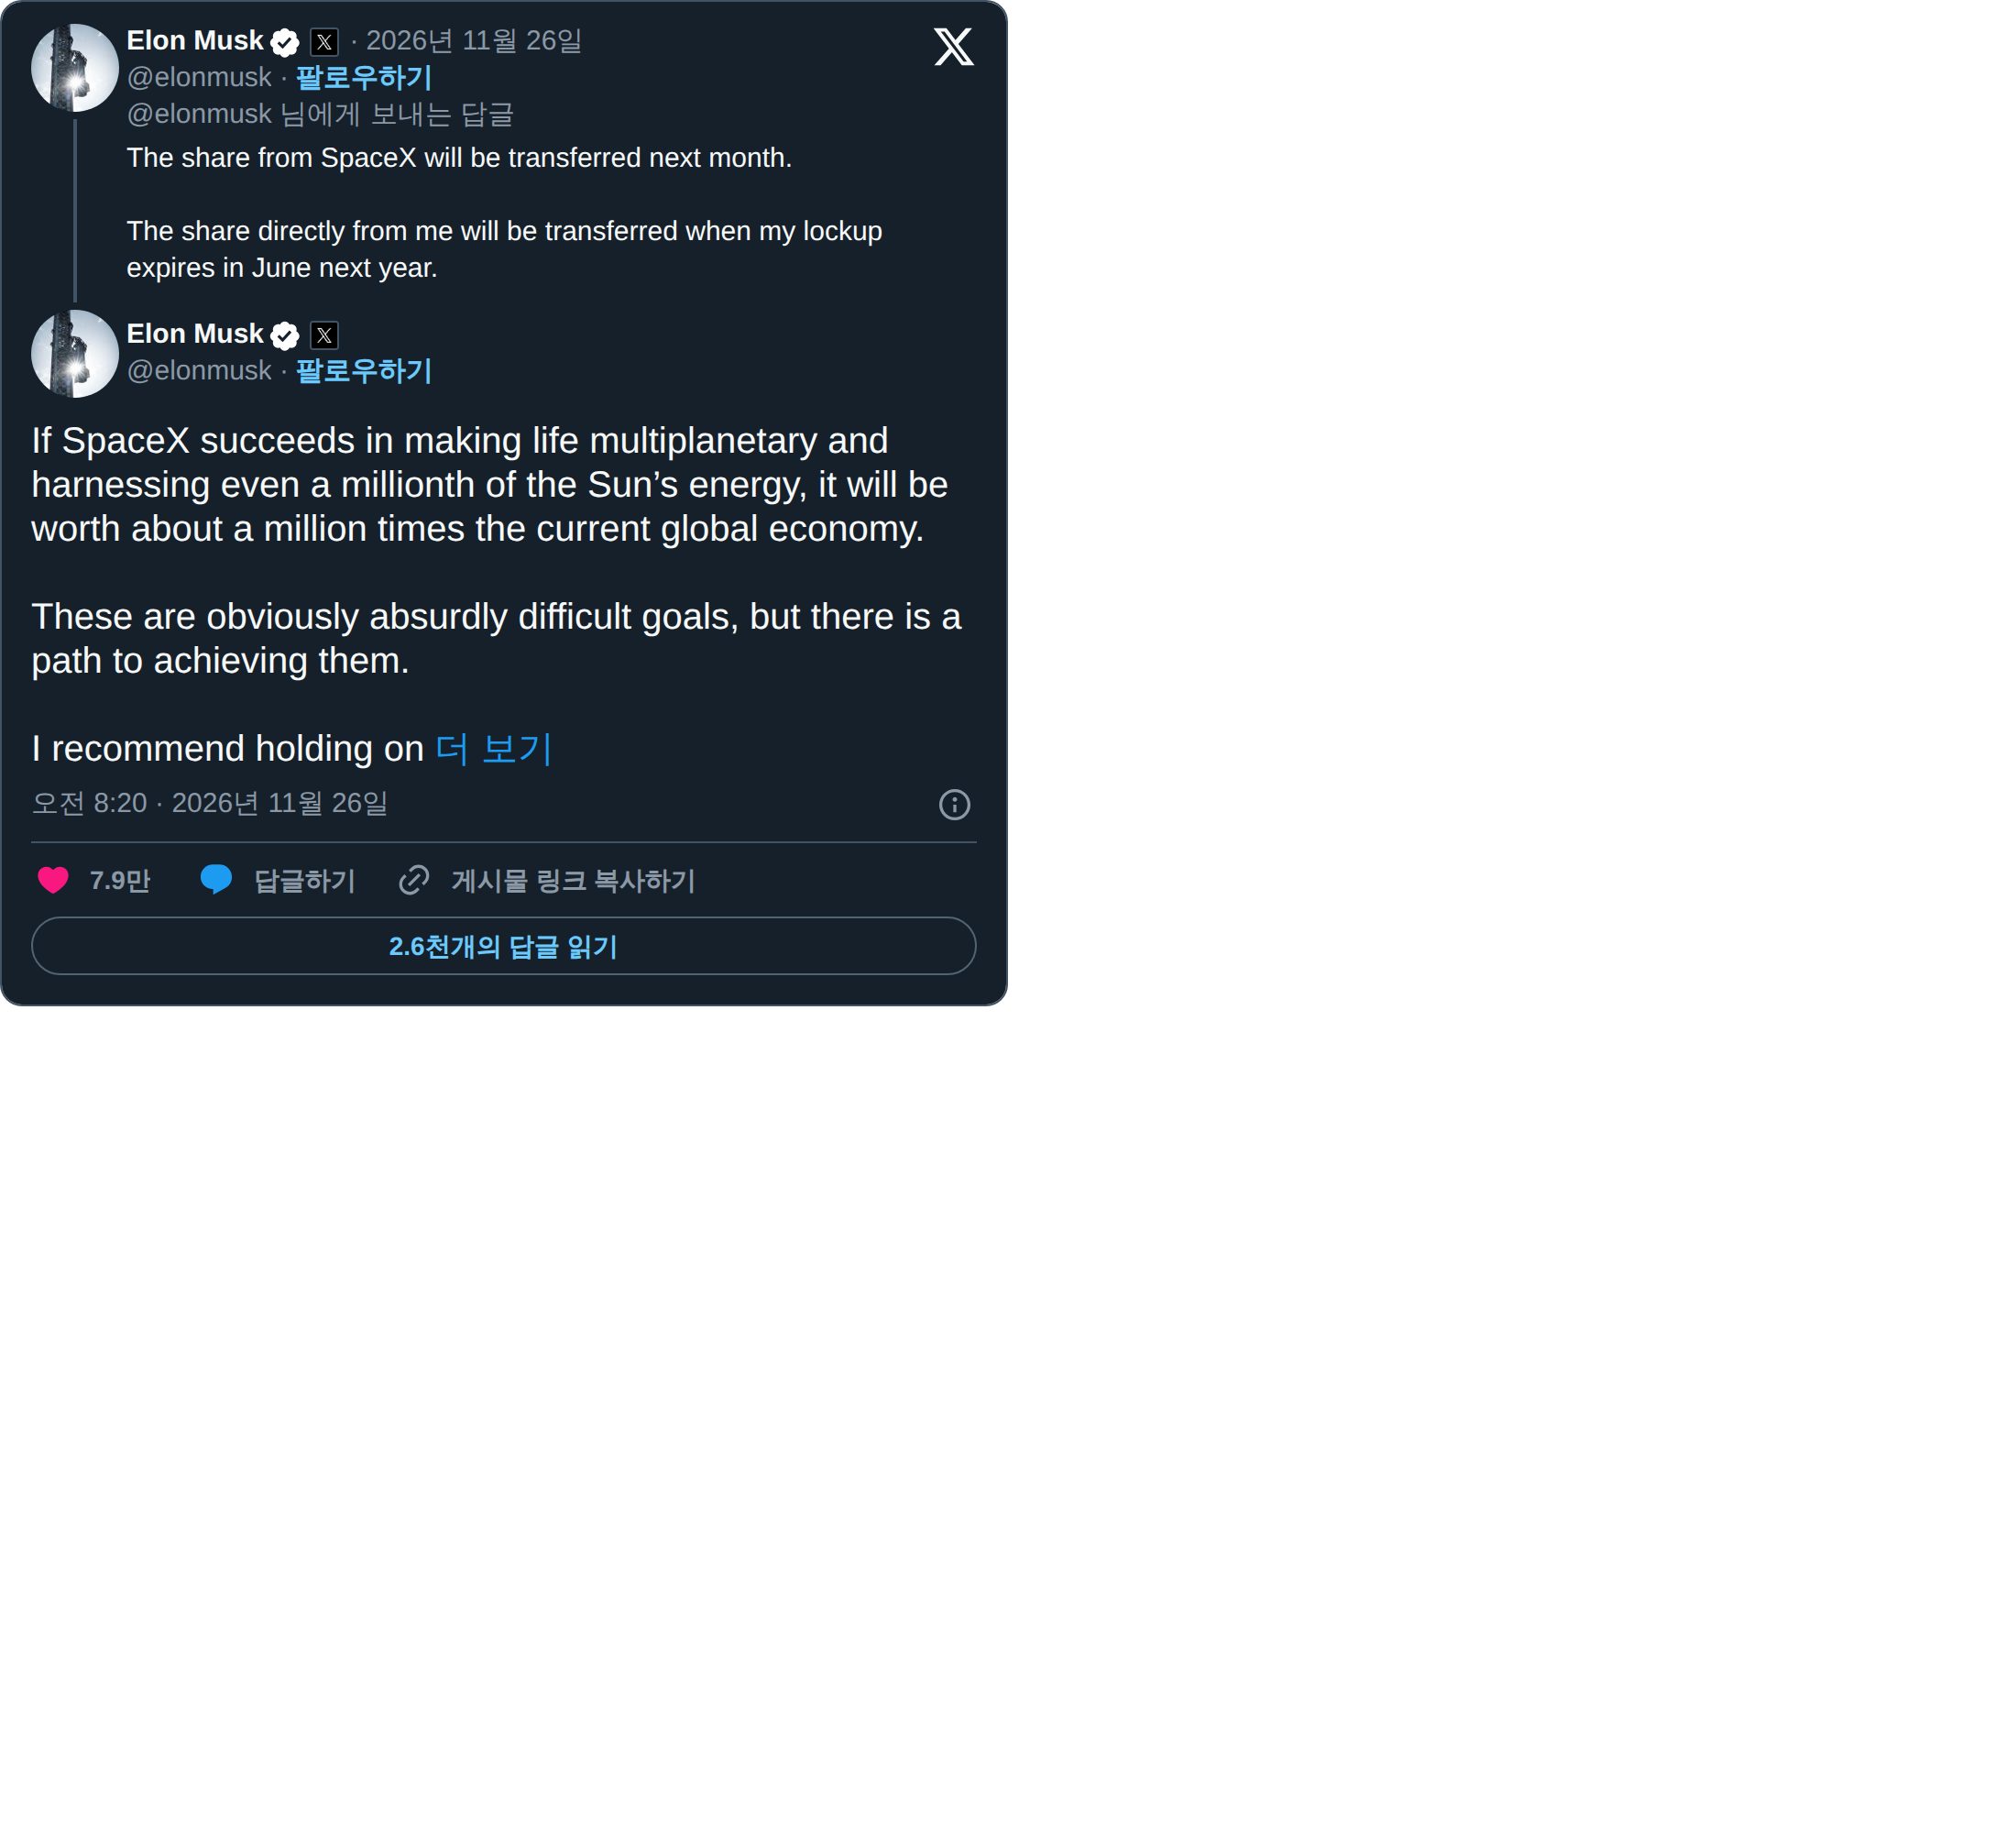 Elon Musk · 2026년 11월 26일
@elonmusk · 팔로우하기
@elonmusk 님에게 보내는 답글
The share from SpaceX will be transferred next month.
The share directly from me will be transferred when my lockup
expires in June next year.
Elon Musk
@elonmusk · 팔로우하기
If SpaceX succeeds in making life multiplanetary and
harnessing even a millionth of the Sun’s energy, it will be
worth about a million times the current global economy.
These are obviously absurdly difficult goals, but there is a
path to achieving them.
I recommend holding on 더 보기
오전 8:20 · 2026년 11월 26일
7.9만 답글하기 게시물 링크 복사하기
2.6천개의 답글 읽기